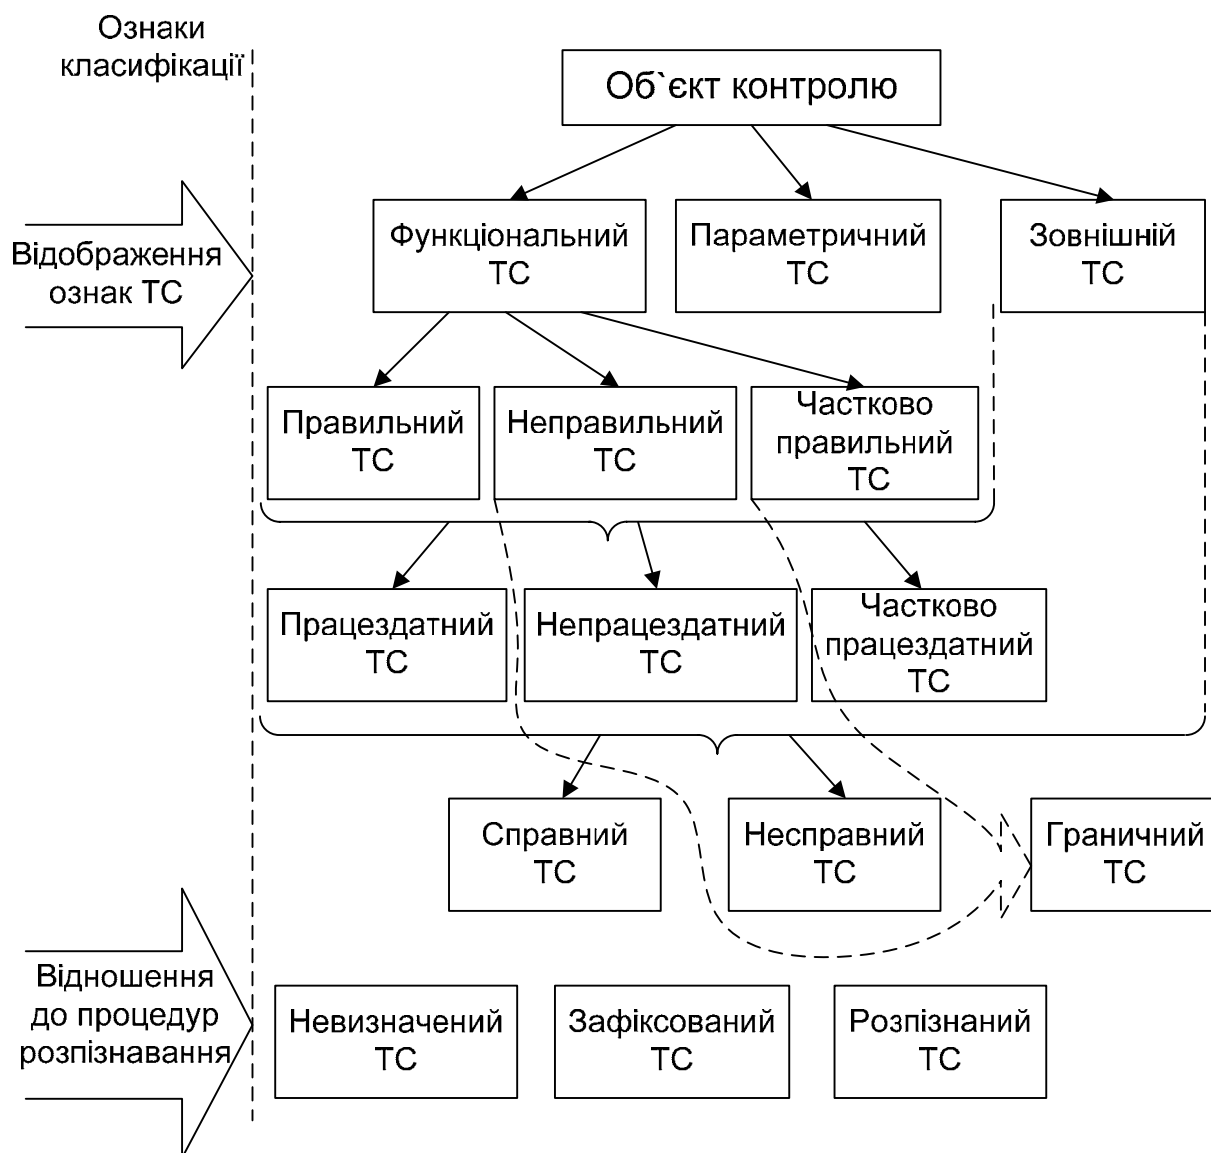 Ознаки
класифікації
Об`єкт контролю
Відображення
ознак ТС
Функціональний
ТС
Параметричний
ТС
Зовнішній
ТС
Правильний
ТС
Неправильний
ТС
Частково
правильний
ТС
Працездатний
ТС
Непрацездатний
ТС
Частково
працездатний
ТС
Справний
ТС
Несправний
ТС
Граничний
ТС
Відношення
до процедур
розпізнавання
Невизначений
ТС
Зафіксований
ТС
Розпізнаний
ТС